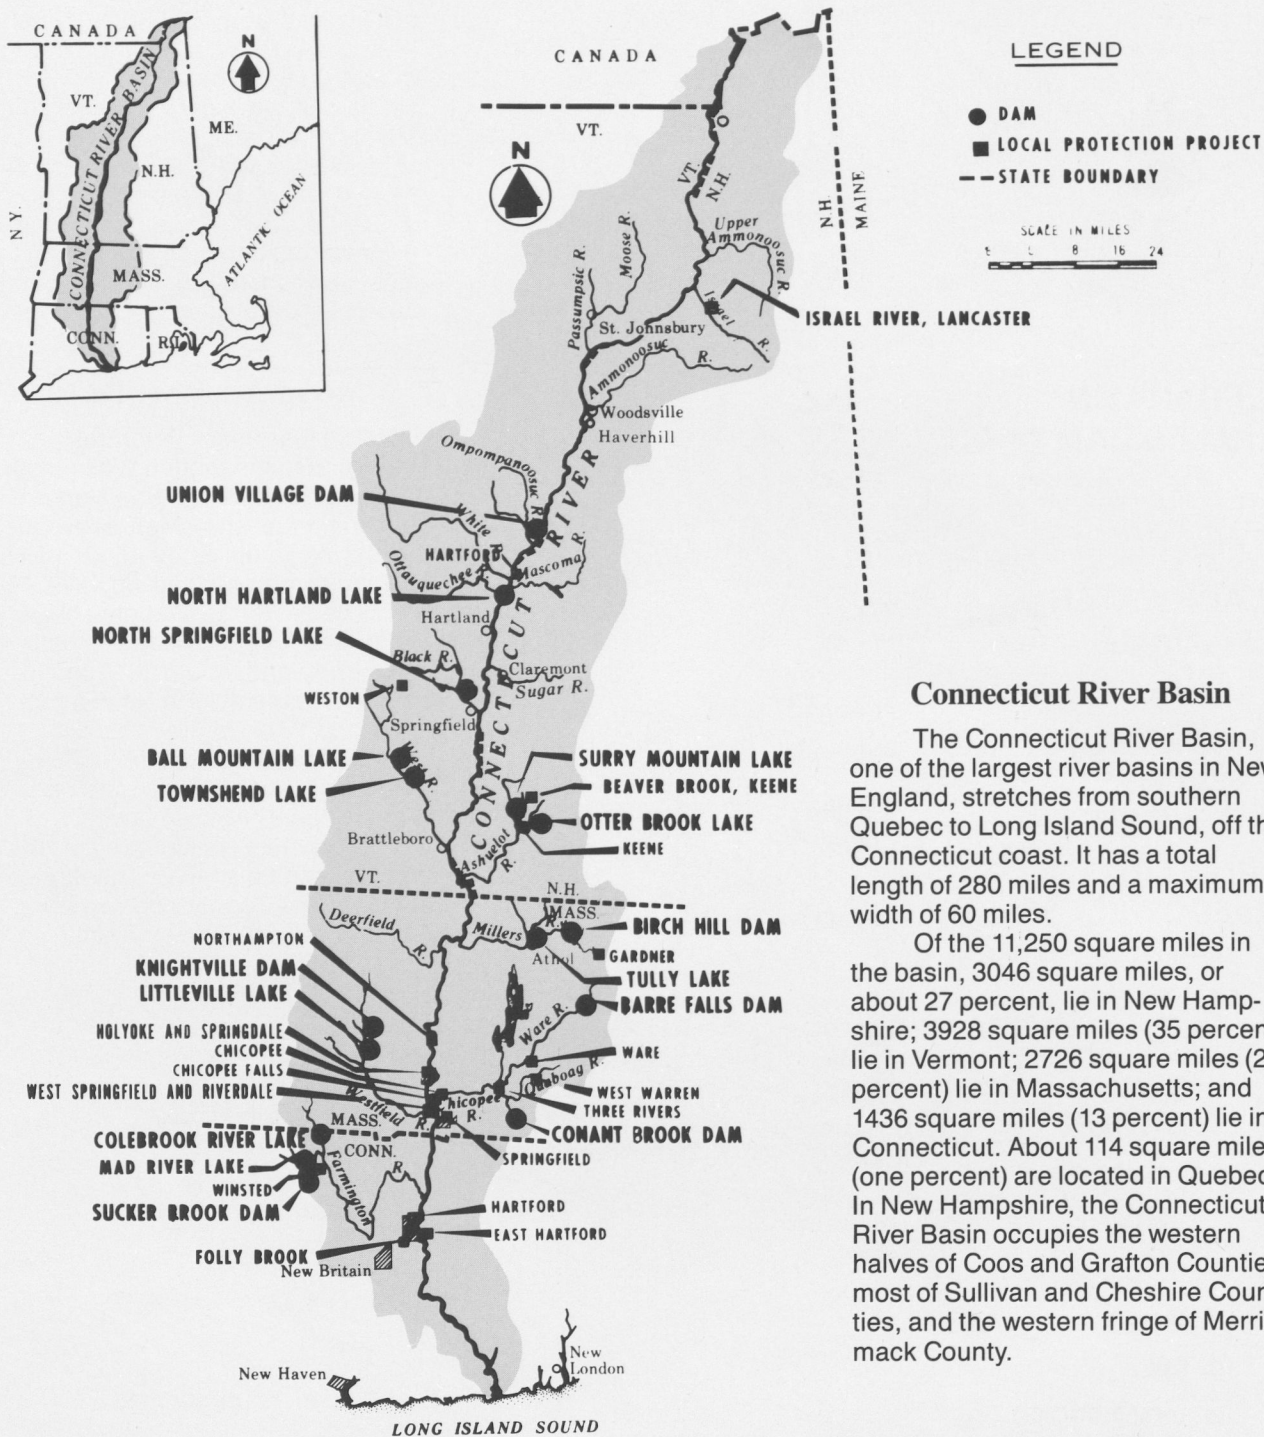 CANADA
N
VT.
ME.
N.H.
CONNECTICUT RIVER BASIN
N.Y.
ATLANTIC OCEAN
MASS.
CONN.
R.I.
CANADA
VT.
N
VT.
N.H.
N.H.
MAINE
LEGEND
DAM
LOCAL PROTECTION PROJECT
STATE BOUNDARY
SCALE IN MILES
8 16 24
Upper
Ammonoosuc R.
Moose R.
Passumpsic R.
Israel R.
ISRAEL RIVER, LANCASTER
St. Johnsbury
Ammonoosuc R.
Woodsville
Haverhill
Ompompanoosuc R.
UNION VILLAGE DAM
White R.
HARTFORD
Mascoma R.
Ottauquechee R.
NORTH HARTLAND LAKE
CONNECTICUT RIVER
Hartland
NORTH SPRINGFIELD LAKE
Black R.
Claremont
Sugar R.
WESTON
Springfield
BALL MOUNTAIN LAKE
West R.
TOWNSHEND LAKE
SURRY MOUNTAIN LAKE
BEAVER BROOK, KEENE
OTTER BROOK LAKE
KEENE
Brattleboro
Ashuelot R.
VT.
N.H.
MASS.
Deerfield R.
Millers R.
BIRCH HILL DAM
Athol
GARDNER
TULLY LAKE
NORTHAMPTON
KNIGHTVILLE DAM
LITTLEVILLE LAKE
BARRE FALLS DAM
Ware R.
HOLYOKE AND SPRINGDALE
CHICOPEE
CHICOPEE FALLS
WEST SPRINGFIELD AND RIVERDALE
WARE
Quaboag R.
WEST WARREN
Chicopee R.
THREE RIVERS
Westfield R.
CONANT BROOK DAM
SPRINGFIELD
MASS.
CONN.
COLEBROOK RIVER LAKE
MAD RIVER LAKE
WINSTED
SUCKER BROOK DAM
Farmington R.
HARTFORD
EAST HARTFORD
FOLLY BROOK
New Britain
New Haven
New
London
LONG ISLAND SOUND
Connecticut River Basin
The Connecticut River Basin,
one of the largest river basins in New
England, stretches from southern
Quebec to Long Island Sound, off th
Connecticut coast. It has a total
length of 280 miles and a maximum
width of 60 miles.
Of the 11,250 square miles in
the basin, 3046 square miles, or
about 27 percent, lie in New Hamp-
shire; 3928 square miles (35 percen
lie in Vermont; 2726 square miles (2
percent) lie in Massachusetts; and
1436 square miles (13 percent) lie in
Connecticut. About 114 square mile
(one percent) are located in Quebec
In New Hampshire, the Connecticut
River Basin occupies the western
halves of Coos and Grafton Countie
most of Sullivan and Cheshire Coun
ties, and the western fringe of Merri
mack County.